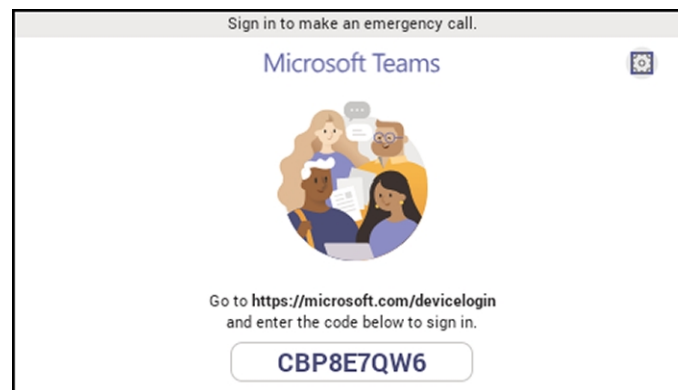 Sign in to make an emergency call.
Microsoft Teams
Go to https://microsoft.com/devicelogin
and enter the code below to sign in.
CBP8E7QW6